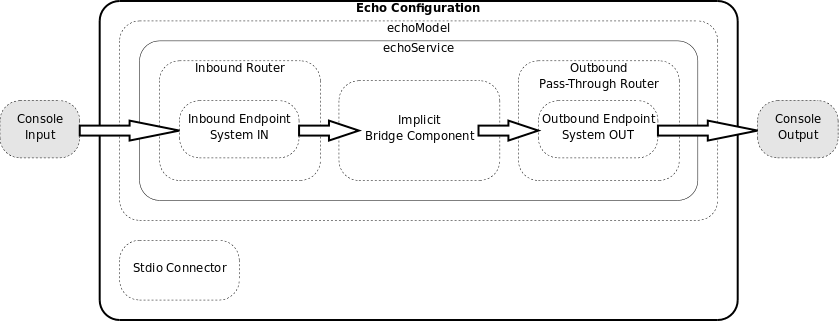 Echo Configuration
echoModel
echoService
Inbound Router
Outbound
Pass-Through Router
Console
Input
Inbound Endpoint
System IN
Implicit
Bridge Component
Outbound Endpoint
System OUT
Console
Output
Stdio Connector